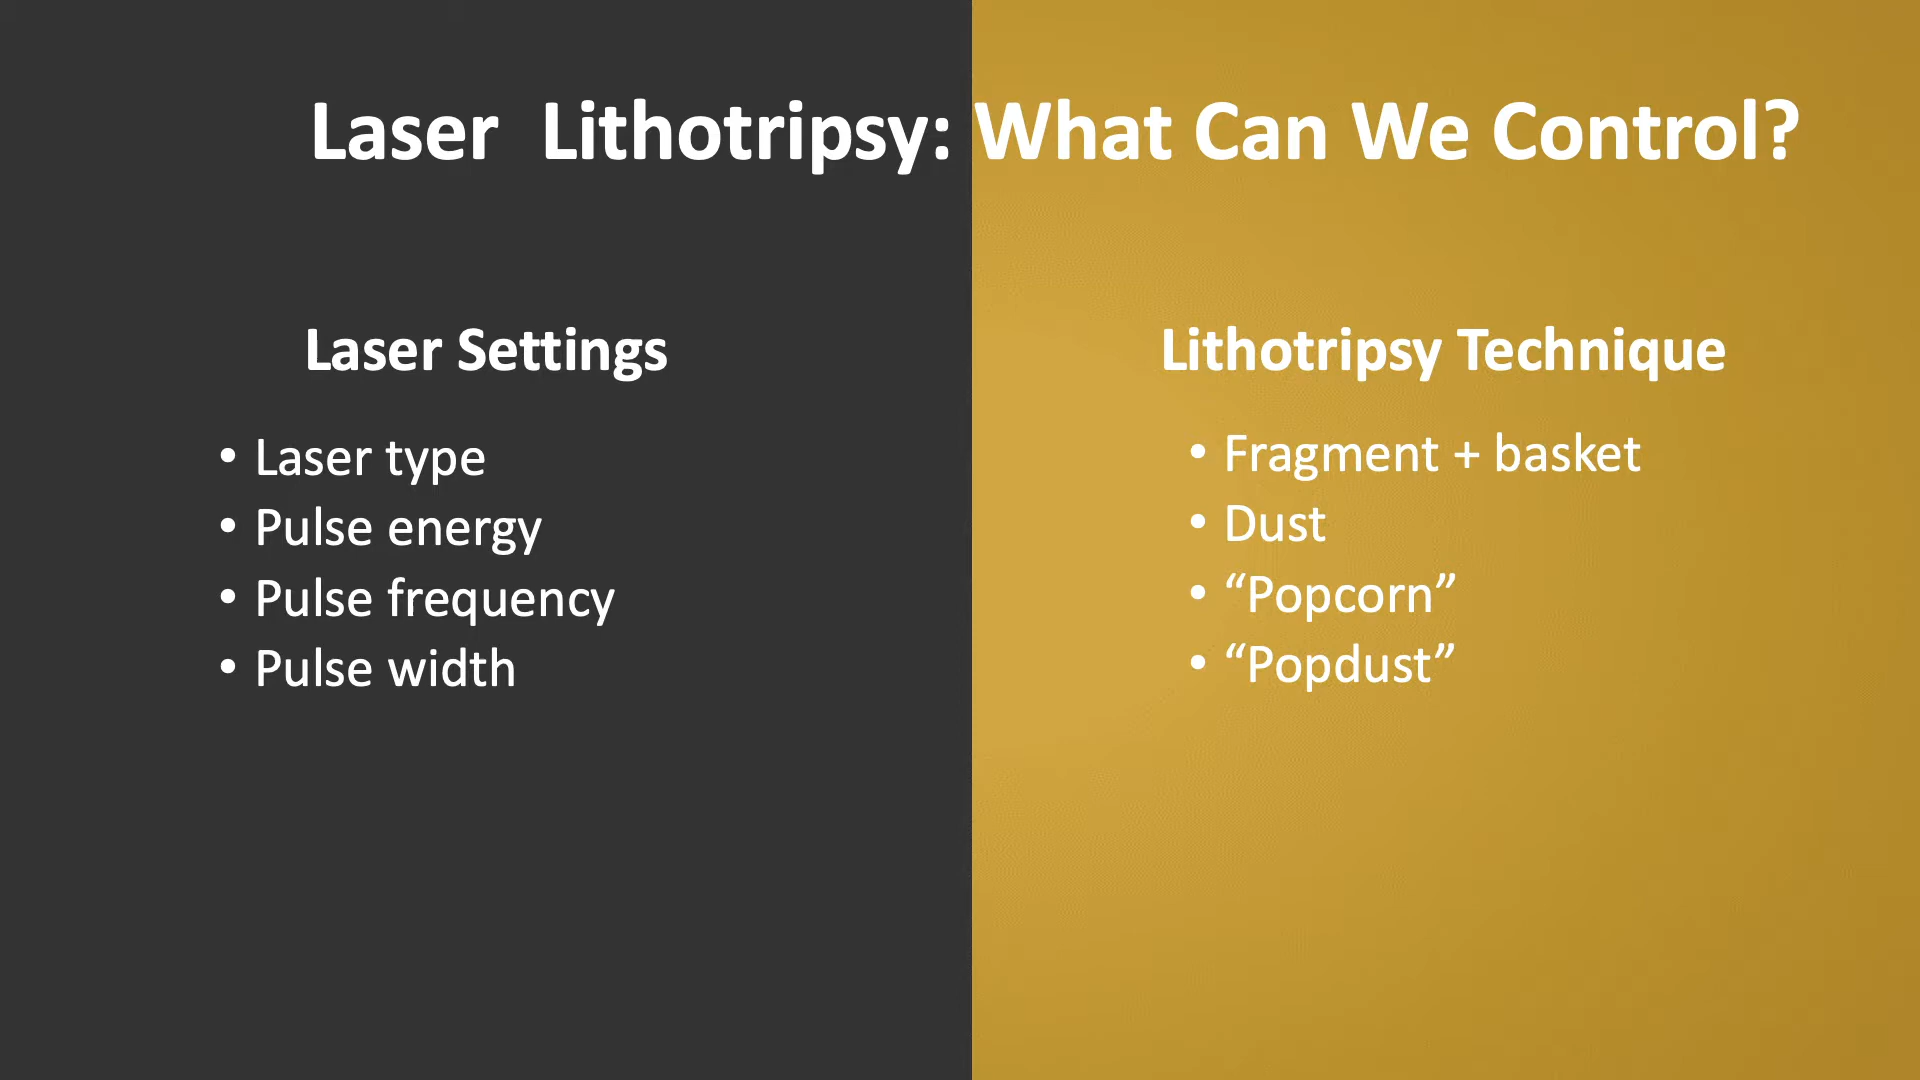 Laser  Lithotripsy: What Can We Control?
Laser Settings
• Laser type
• Pulse energy
• Pulse frequency
• Pulse width
Lithotripsy Technique
• Fragment + basket
• Dust
• “Popcorn”
• “Popdust”